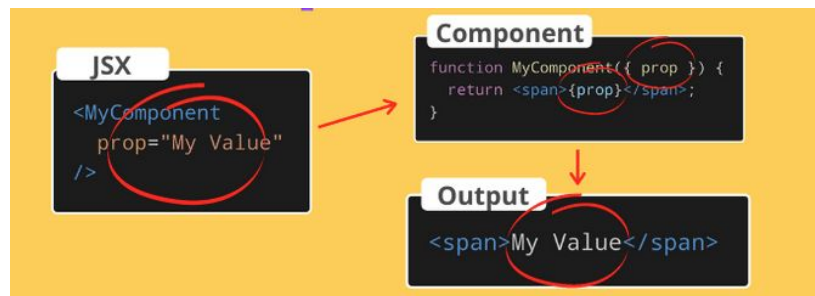 JSX
<MyComponent
prop="My Value"
/>
Component
function MyComponent({ prop }) {
return <span>{prop}</span>;
}
Output
<span>My Value</span>